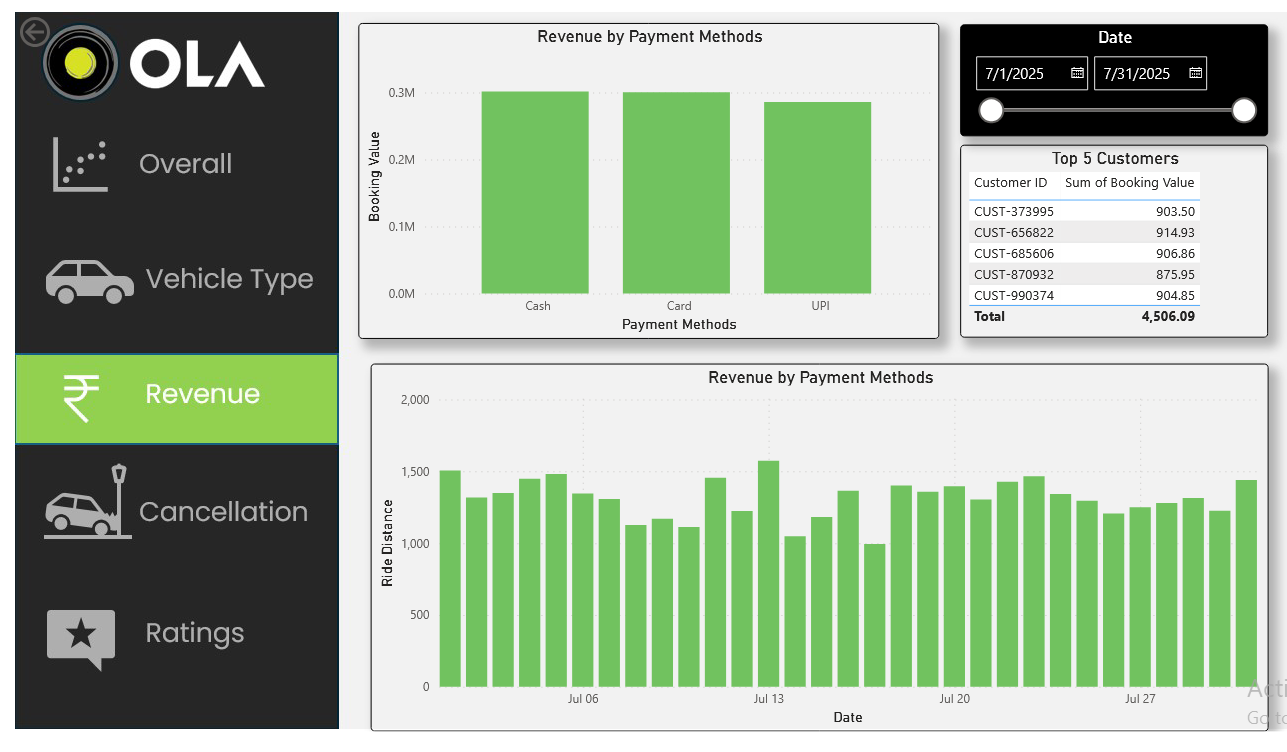 OLA
Overall
Vehicle Type
Revenue
Cancellation
Ratings
Revenue by Payment Methods
Booking Value
0.3M
0.2M
0.1M
0.0M
Cash Card UPI
Payment Methods
Date
7/1/2025 7/31/2025
Top 5 Customers
Customer ID Sum of Booking Value
CUST-373995 903.50
CUST-656822 914.93
CUST-685606 906.86
CUST-870932 875.95
CUST-990374 904.85
Total 4,506.09
Revenue by Payment Methods
Ride Distance
2,000
1,500
1,000
500
0
Jul 06 Jul 13 Jul 20 Jul 27
Date
Acti
Go to